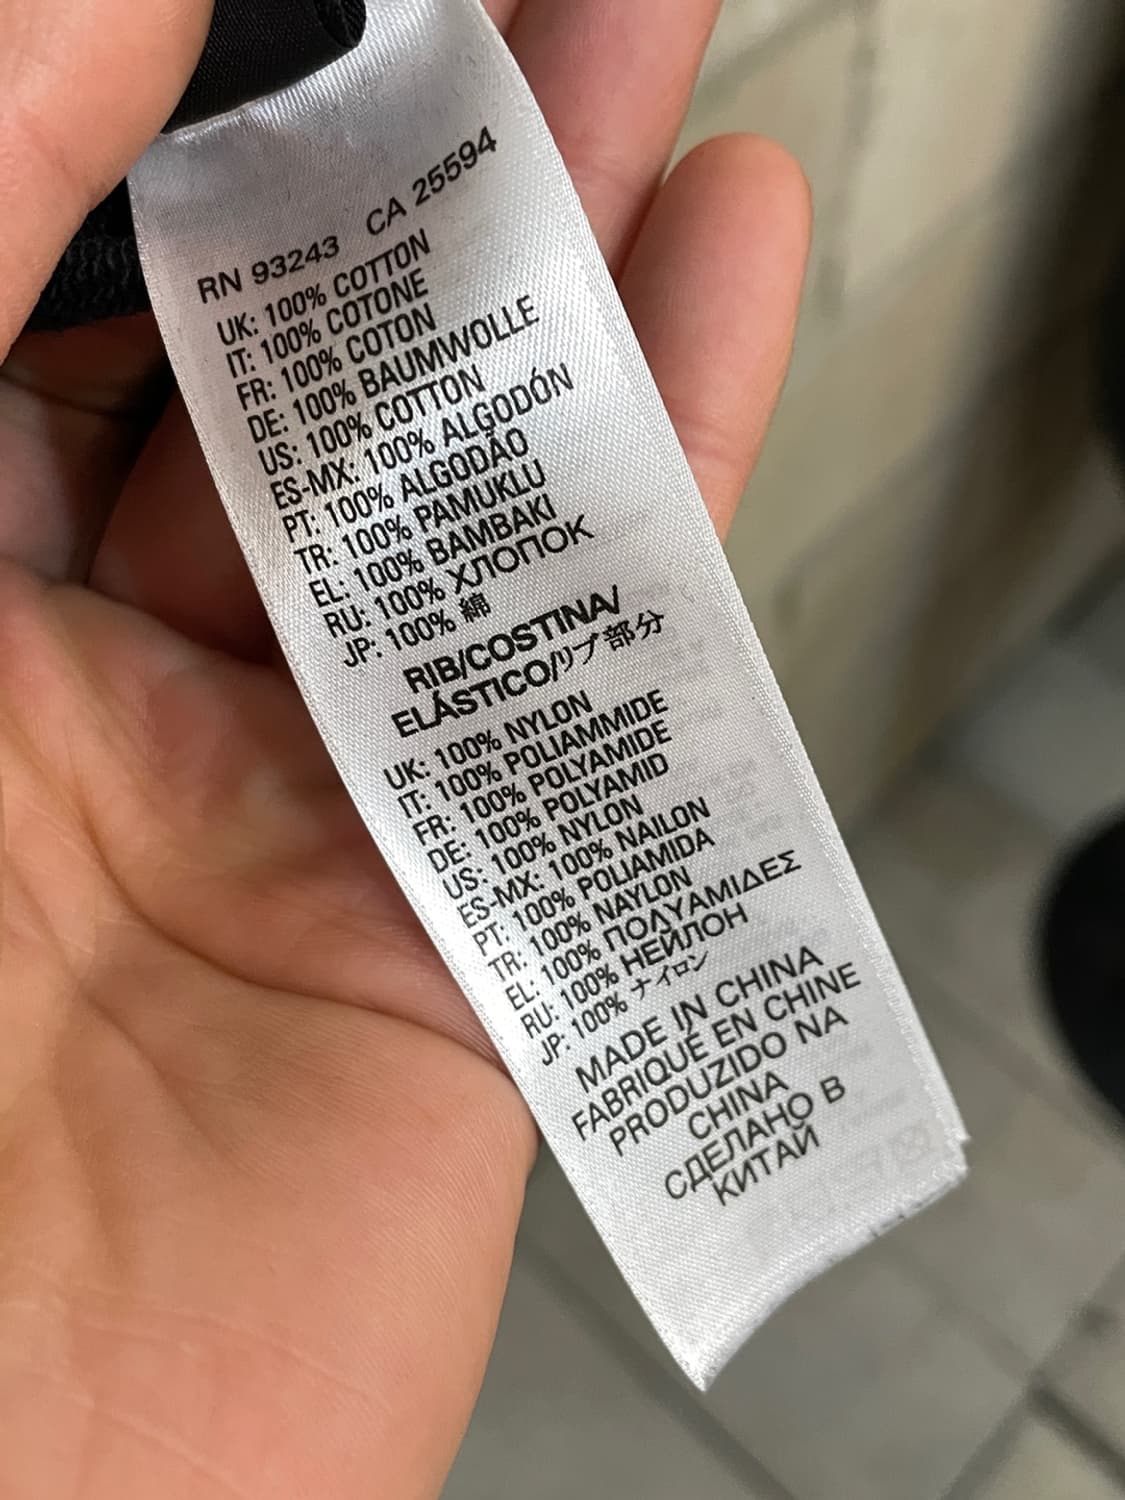 RN 93243 CA 25594
UK: 100% COTTON
IT: 100% COTONE
FR: 100% COTON
DE: 100% BAUMWOLLE
US: 100% COTTON
ES-MX: 100% ALGODÓN
PT: 100% ALGODÃO
TR: 100% PAMUKLU
EL: 100% BAMBAKI
RU: 100% ХЛОПОК
JP: 100% 綿
RIB/COSTINA/
ELÁSTICO/リブ部分
UK: 100% NYLON
IT: 100% POLIAMMIDE
FR: 100% POLYAMIDE
DE: 100% POLYAMID
US: 100% NYLON
ES-MX: 100% NAILON
PT: 100% POLIAMIDA
TR: 100% NAYLON
EL: 100% ΠΟΛΥΑΜΙΔΕΣ
RU: 100% НЕЙЛОН
JP: 100% ナイロン
MADE IN CHINA
FABRIQUÉ EN CHINE
PRODUZIDO NA
CHINA
СДЕЛАНО В
КИТАЙ